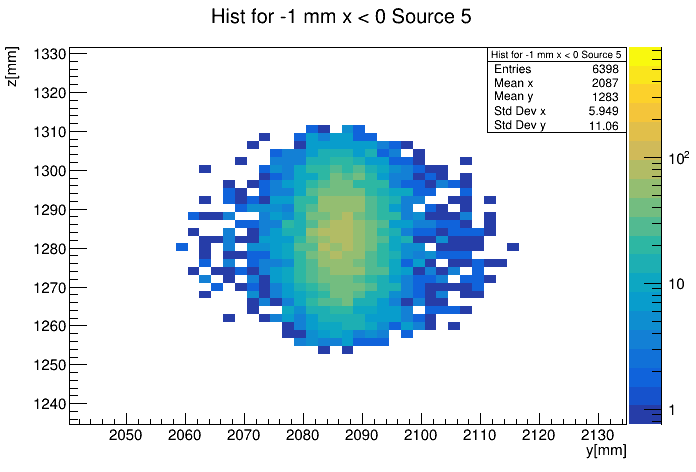 Hist for -1 mm x < 0 Source 5
z[mm]
1330
1320
1310
1300
1290
1280
1270
1260
1250
1240
Hist for -1 mm x < 0 Source 5
Entries 6398
Mean x 2087
Mean y 1283
Std Dev x 5.949
Std Dev y 11.06
10²
10
1
2050 2060 2070 2080 2090 2100 2110 2120 2130
y[mm]